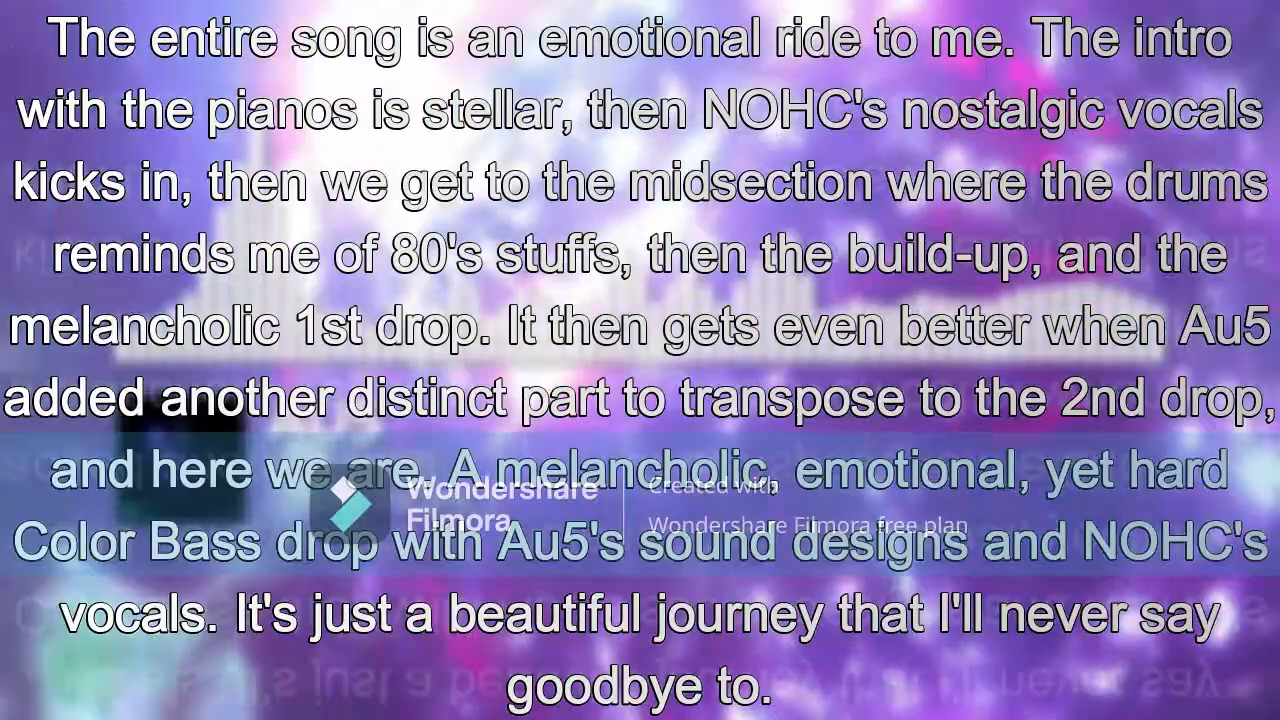 The entire song is an emotional ride to me. The intro
with the pianos is stellar, then NOHC's nostalgic vocals
kicks in, then we get to the midsection where the drums
reminds me of 80's stuffs, then the build-up, and the
melancholic 1st drop. It then gets even better when Au5
added another distinct part to transpose to the 2nd drop,
and here we are. A melancholic, emotional, yet hard
Color Bass drop with Au5's sound designs and NOHC's
vocals. It's just a beautiful journey that I'll never say
goodbye to.
Wondershare
Filmora
Created with
Wondershare Filmora free plan